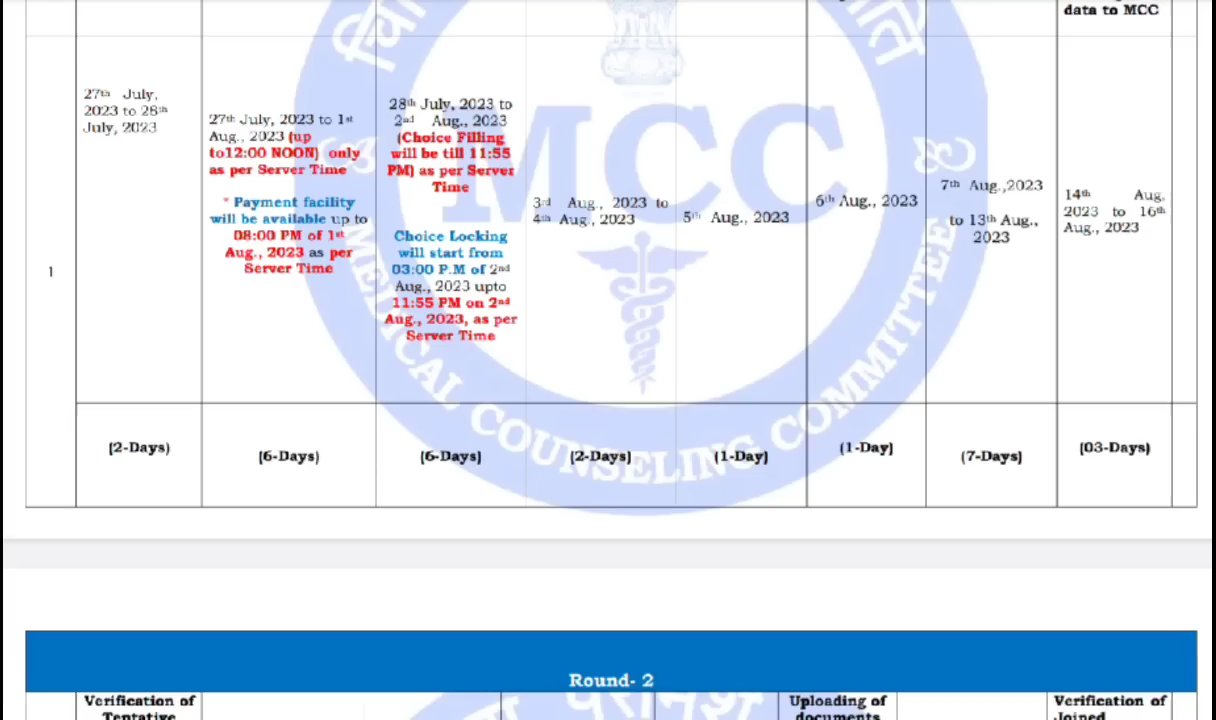 data to MCC
1
27th July,
2023 to 28th
July, 2023
27th July, 2023 to 1st
Aug., 2023 (up
to12:00 NOON) only
as per Server Time
* Payment facility
will be available up to
08:00 PM of 1st
Aug., 2023 as per
Server Time
28th July, 2023 to
2nd Aug., 2023
(Choice Filling
will be till 11:55
PM) as per Server
Time
Choice Locking
will start from
03:00 P.M of 2nd
Aug., 2023 upto
11:55 PM on 2nd
Aug., 2023, as per
Server Time
3rd Aug., 2023 to
4th Aug., 2023
5th Aug., 2023
6th Aug., 2023
7th Aug.,2023
to 13th Aug.,
2023
14th Aug,
2023 to 16th
Aug., 2023
(2-Days)
(6-Days)
(6-Days)
(2-Days)
(1-Day)
(1-Day)
(7-Days)
(03-Days)
MCC
MEDICAL COUNSELING COMMITTEE
Round- 2
Verification of
Tentative
Uploading of
documents
Verification of
Joined